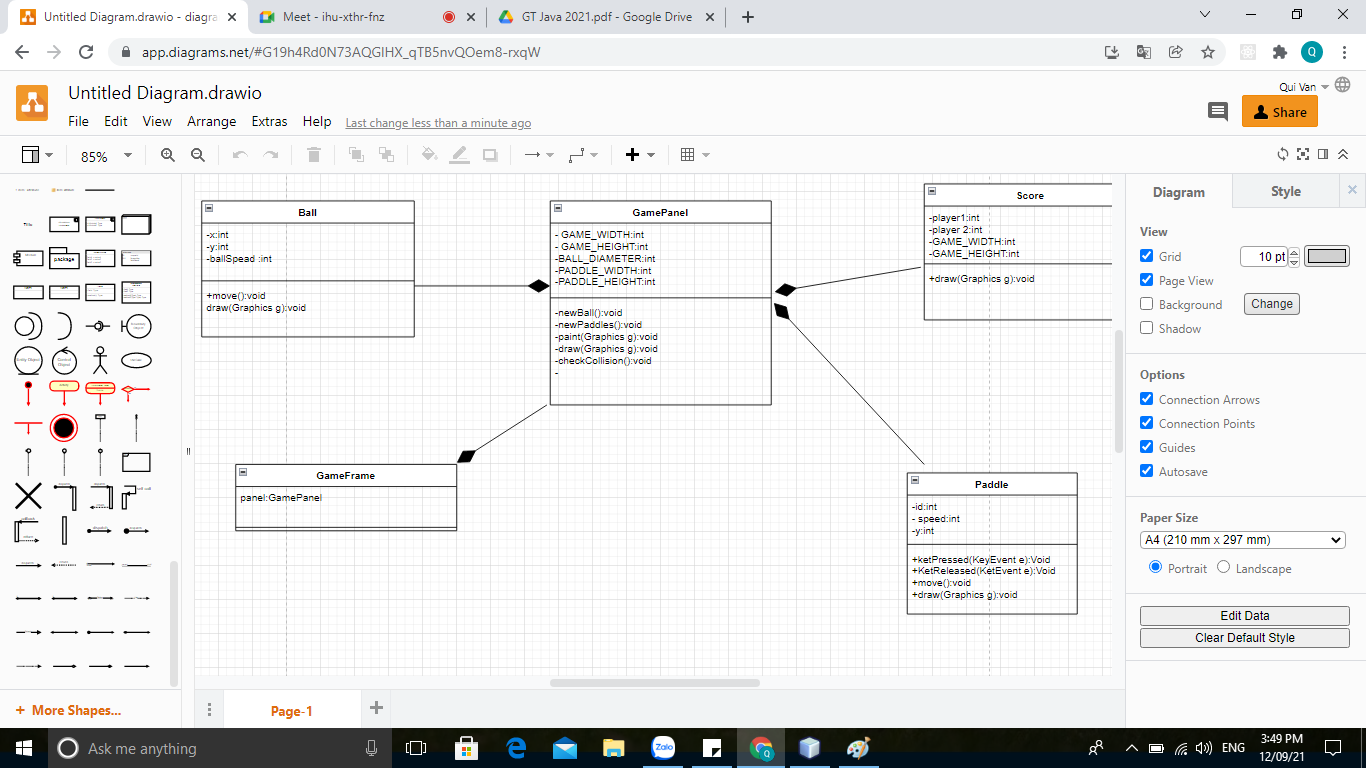 Untitled Diagram.drawio - diagra
Meet - ihu-xthr-fnz
GT Java 2021.pdf - Google Drive
app.diagrams.net/#G19h4Rd0N73AQGlHX_qTB5nvQOem8-rxqW
Q
Untitled Diagram.drawio
Qui Van
File Edit View Arrange Extras Help Last change less than a minute ago
Share
85%
Title
package
Ball
-x:int
-y:int
-ballSpead :int
+move():void
draw(Graphics g):void
GamePanel
- GAME_WIDTH:int
- GAME_HEIGHT:int
-BALL_DIAMETER:int
-PADDLE_WIDTH:int
-PADDLE_HEIGHT:int
-newBall():void
-newPaddles():void
-paint(Graphics g):void
-draw(Graphics g):void
-checkCollision():void
-
Score
-player1:int
-player 2:int
-GAME_WIDTH:int
-GAME_HEIGHT:int
+draw(Graphics g):void
GameFrame
panel:GamePanel
Paddle
-id:int
- speed:int
-y:int
+ketPressed(KeyEvent e):Void
+KetReleased(KetEvent e):Void
+move():void
+draw(Graphics g):void
Diagram
Style
View
Grid
10 pt
Page View
Background
Change
Shadow
Options
Connection Arrows
Connection Points
Guides
Autosave
Paper Size
A4 (210 mm x 297 mm)
Portrait
Landscape
Edit Data
Clear Default Style
+ More Shapes...
Page-1
Ask me anything
Zalo
ENG
3:49 PM
12/09/21